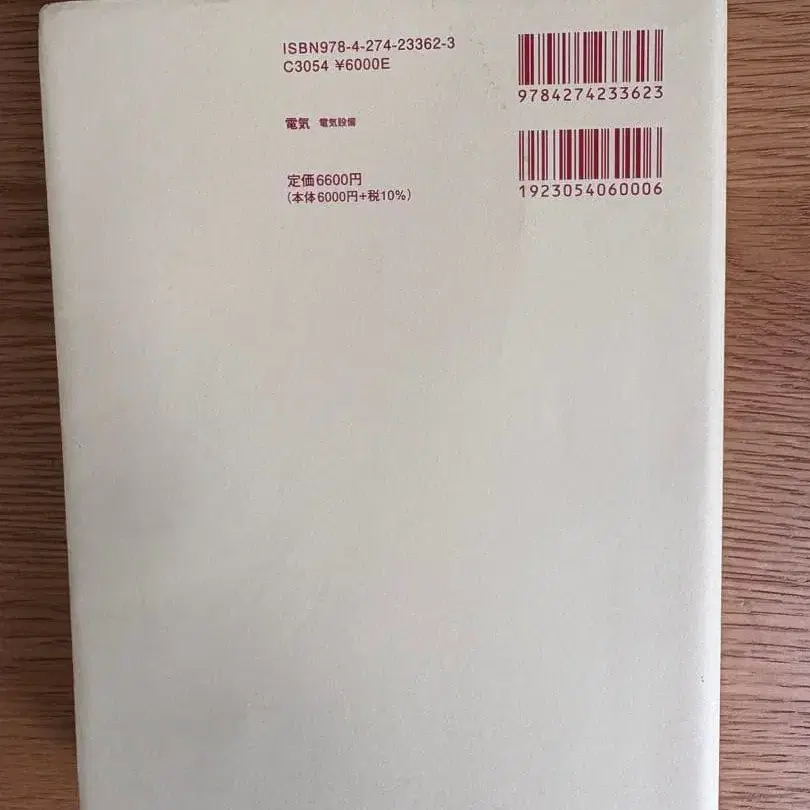 ISBN978-4-274-23362-3
C3054 ¥6000E
電気 電気設備
定価6600円
(本体6000円+税10%)
9784274233623
1923054060006